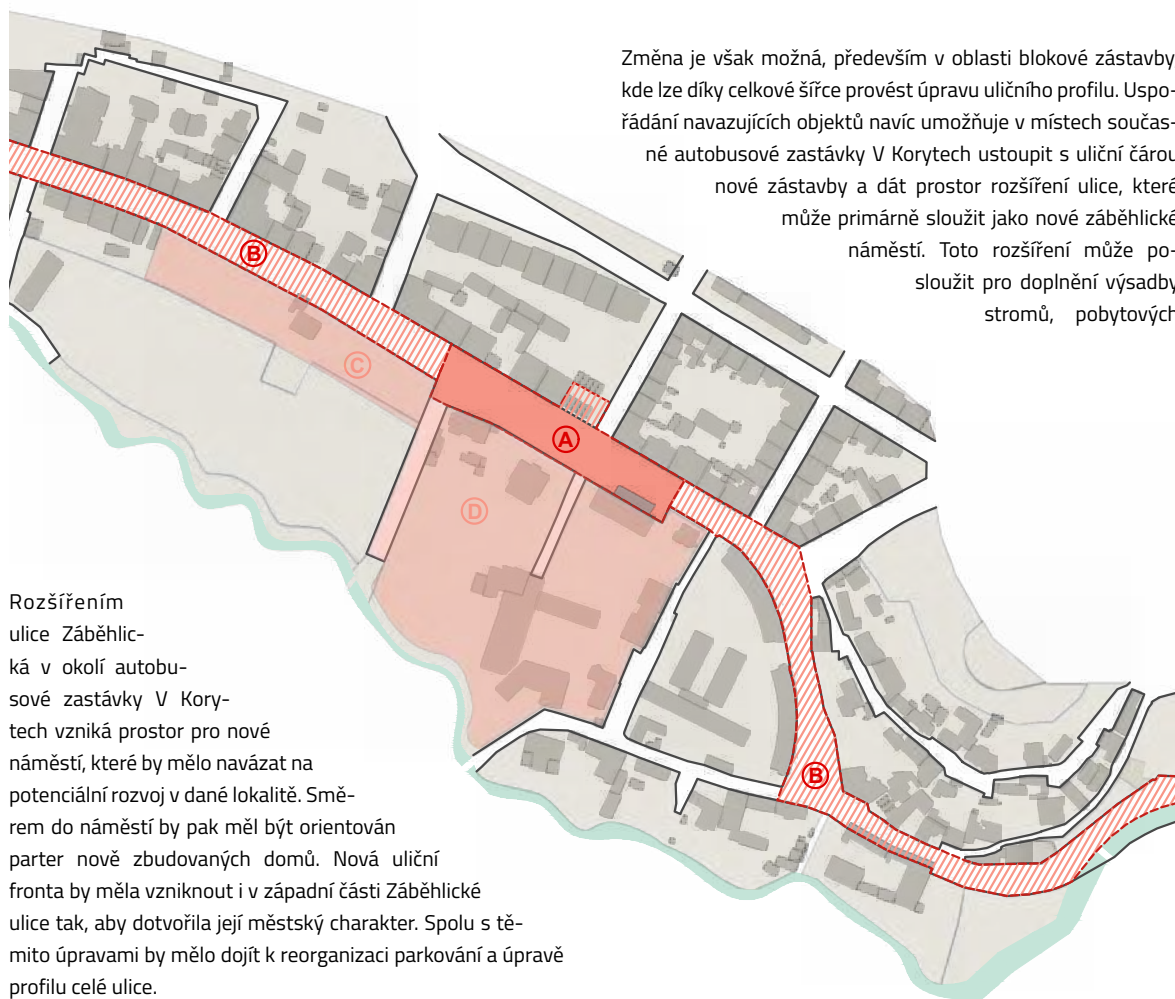 Změna je však možná, především v oblasti blokové zástavby
kde lze díky celkové šířce provést úpravu uličního profilu. Uspo-
řádání navazujících objektů navíc umožňuje v místech součas-
né autobusové zastávky V Korytech ustoupit s uliční čárou
nové zástavby a dát prostor rozšíření ulice, které
může primárně sloužit jako nové záběhlické
náměstí. Toto rozšíření může po-
sloužit pro doplnění výsadby
stromů, pobytových
B
C
A
D
B
Rozšířením
ulice Záběhlic-
ká v okolí autobu-
sové zastávky V Kory-
tech vzniká prostor pro nové
náměstí, které by mělo navázat na
potenciální rozvoj v dané lokalitě. Smě-
rem do náměstí by pak měl být orientován
parter nově zbudovaných domů. Nová uliční
fronta by měla vzniknout i v západní části Záběhlické
ulice tak, aby dotvořila její městský charakter. Spolu s tě-
mito úpravami by mělo dojít k reorganizaci parkování a úpravě
profilu celé ulice.